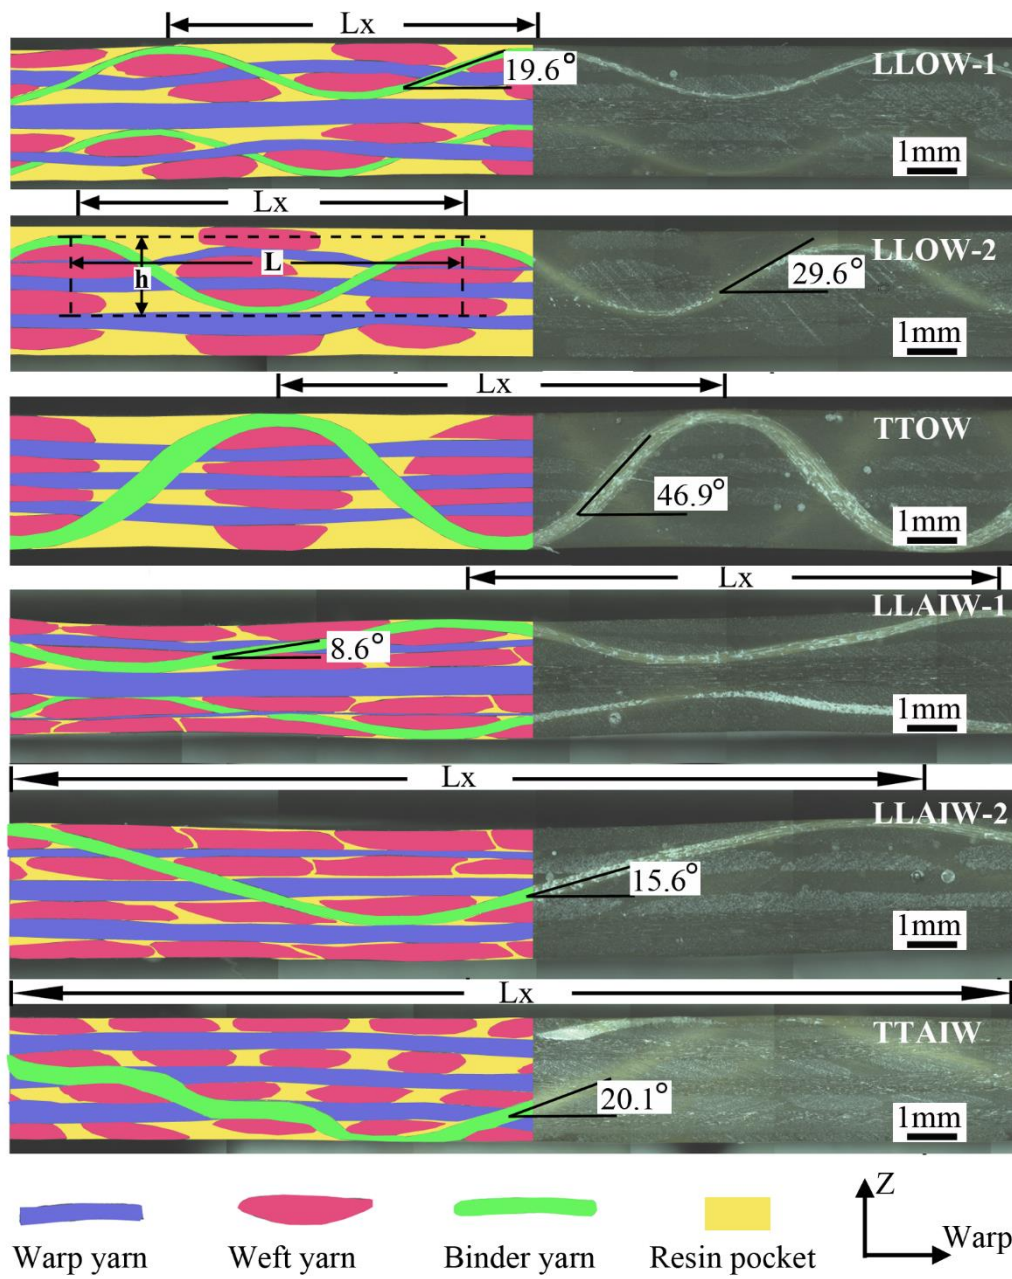 Lx
LLOW-1
19.6°
1mm
Lx
LLOW-2
h
L
29.6°
1mm
Lx
TTOW
46.9°
1mm
Lx
LLAIW-1
8.6°
1mm
Lx
LLAIW-2
15.6°
1mm
Lx
TTAIW
20.1°
1mm
Z
Warp
Warp yarn
Weft yarn
Binder yarn
Resin pocket